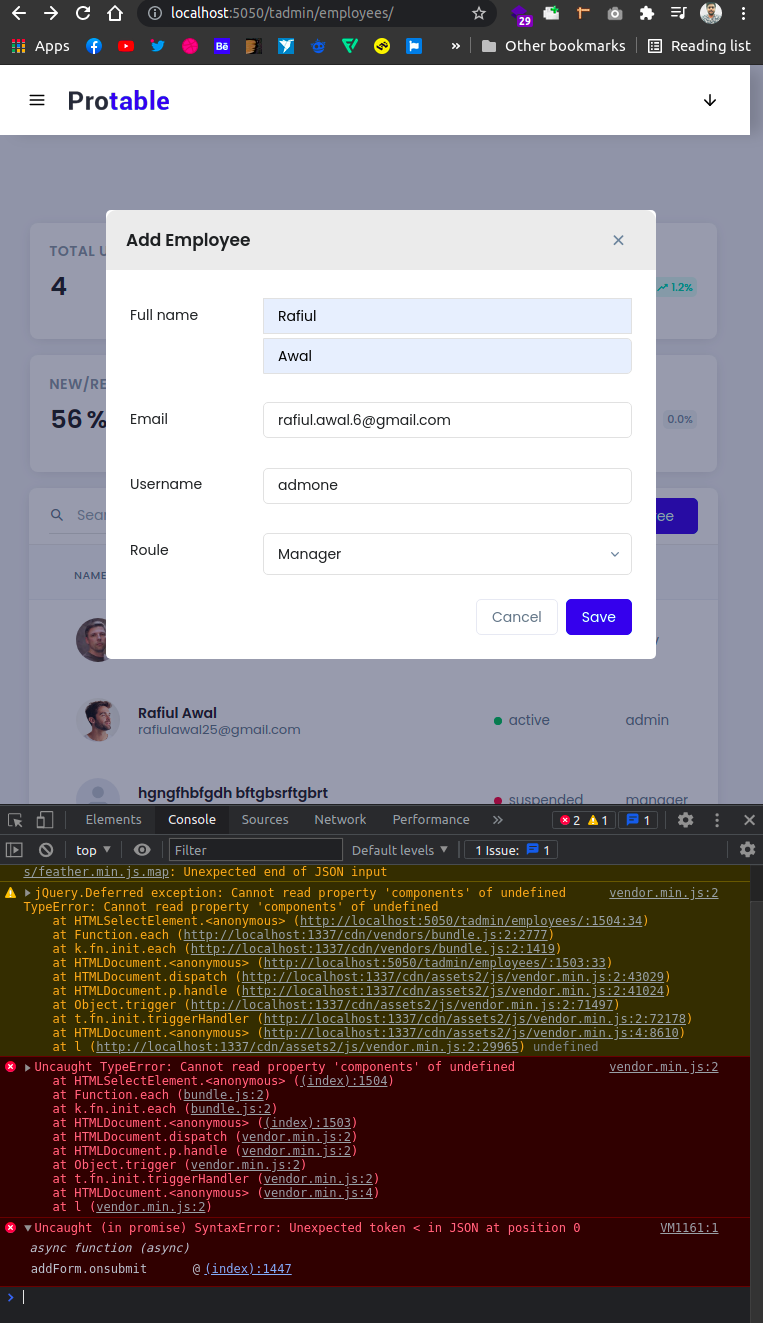 localhost:5050/tadmin/employees/
29
Apps
Bē
»
Other bookmarks
Reading list
Protable
TOTAL U
4
1.2%
NEW/RE
56 %
0.0%
Sear
ee
NAME
Add Employee
Full name
Rafiul
Awal
Email
rafiul.awal.6@gmail.com
Username
admone
Roule
Manager
Cancel
Save
Rafiul Awal
rafiulawal25@gmail.com
active
admin
hgngfhbfgdh bftgbsrftgbrt
suspended
manager
Elements
Console
Sources
Network
Performance
»
2
1
1
top
Filter
Default levels
1 Issue:
1
s/feather.min.js.map: Unexpected end of JSON input
jQuery.Deferred exception: Cannot read property 'components' of undefined vendor.min.js:2
TypeError: Cannot read property 'components' of undefined
at HTMLSelectElement.<anonymous> (http://localhost:5050/tadmin/employees/:1504:34)
at Function.each (http://localhost:1337/cdn/vendors/bundle.js:2:2777)
at k.fn.init.each (http://localhost:1337/cdn/vendors/bundle.js:2:1419)
at HTMLDocument.<anonymous> (http://localhost:5050/tadmin/employees/:1503:33)
at HTMLDocument.dispatch (http://localhost:1337/cdn/assets2/js/vendor.min.js:2:43029)
at HTMLDocument.p.handle (http://localhost:1337/cdn/assets2/js/vendor.min.js:2:41024)
at Object.trigger (http://localhost:1337/cdn/assets2/js/vendor.min.js:2:71497)
at t.fn.init.triggerHandler (http://localhost:1337/cdn/assets2/js/vendor.min.js:2:72178)
at HTMLDocument.<anonymous> (http://localhost:1337/cdn/assets2/js/vendor.min.js:4:8610)
at l (http://localhost:1337/cdn/assets2/js/vendor.min.js:2:29965) undefined
Uncaught TypeError: Cannot read property 'components' of undefined vendor.min.js:2
at HTMLSelectElement.<anonymous> ((index):1504)
at Function.each (bundle.js:2)
at k.fn.init.each (bundle.js:2)
at HTMLDocument.<anonymous> ((index):1503)
at HTMLDocument.dispatch (vendor.min.js:2)
at HTMLDocument.p.handle (vendor.min.js:2)
at Object.trigger (vendor.min.js:2)
at t.fn.init.triggerHandler (vendor.min.js:2)
at HTMLDocument.<anonymous> (vendor.min.js:4)
at l (vendor.min.js:2)
Uncaught (in promise) SyntaxError: Unexpected token < in JSON at position 0 VM1161:1
async function (async)
addForm.onsubmit @ (index):1447